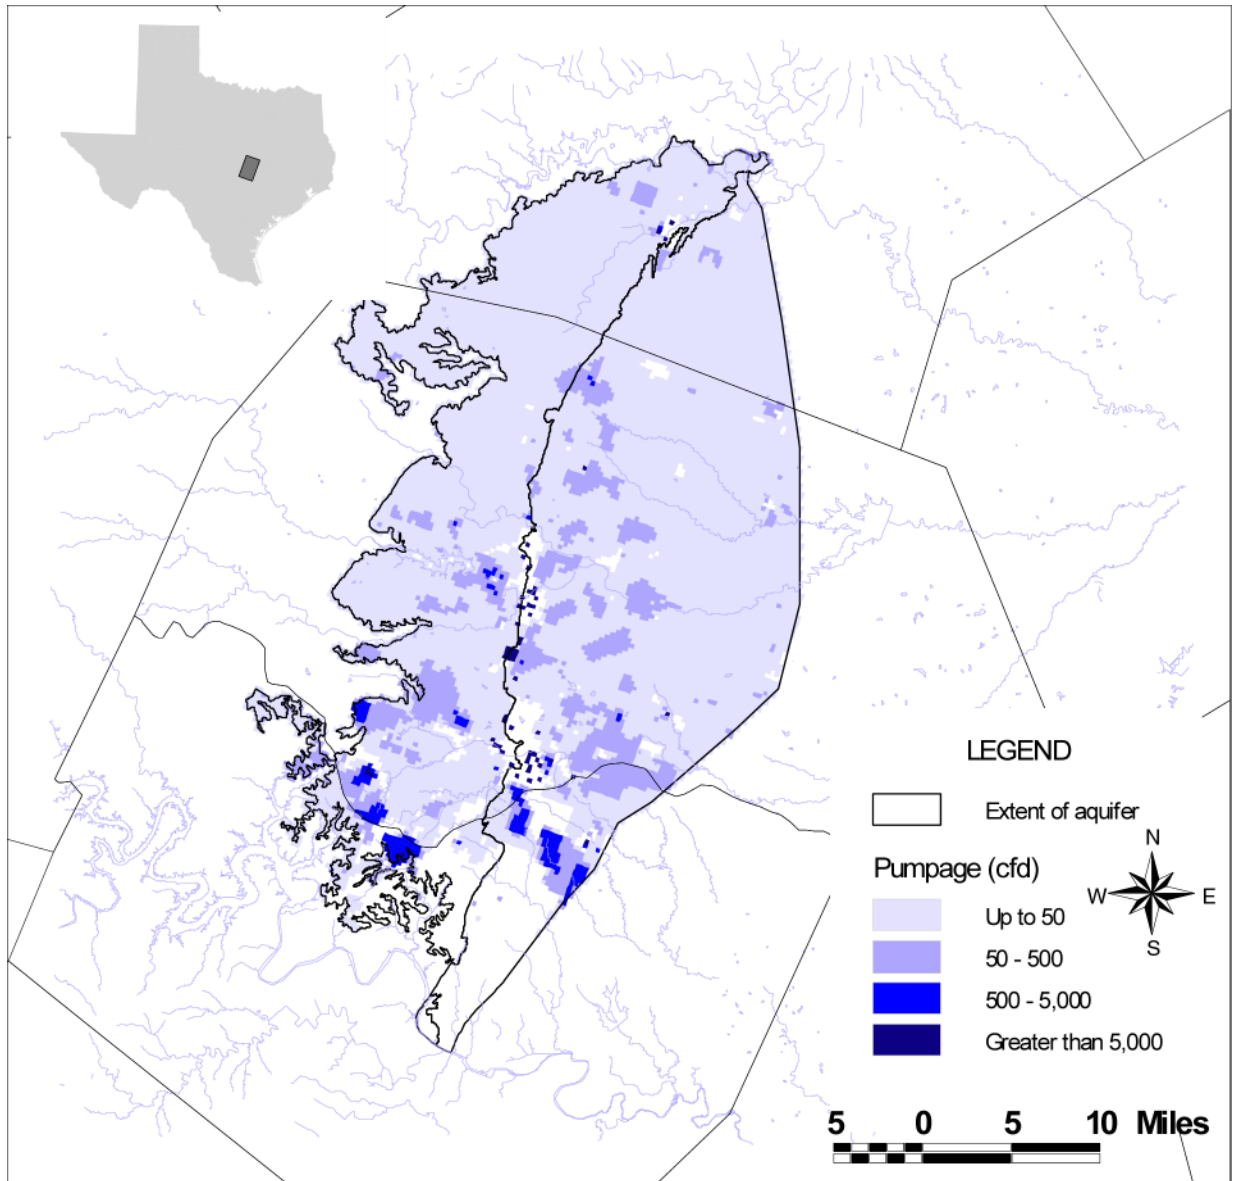 LEGEND
Extent of aquifer
Pumpage (cfd)
Up to 50
50 - 500
500 - 5,000
Greater than 5,000
N
W E
S
5 0 5 10 Miles